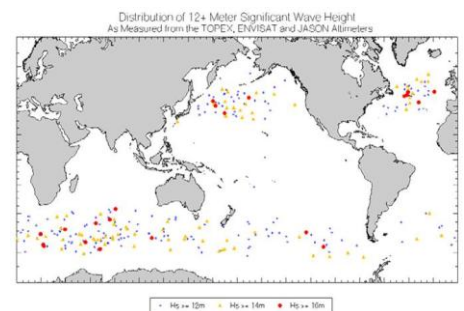 Distribution of 12+ Meter Significant Wave Height
As Measured from the TOPEX, ENVISAT and JASON Altimeters
Hs >= 12m Hs >= 14m Hs >= 16m